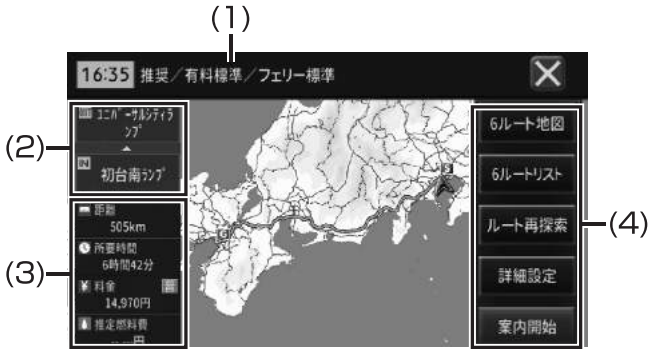 (1)
16:35 推奨／有料標準／フェリー標準
(2)
ユニバーサルシティラ
ンプ
IN
初台南ランプ
(3)
距離
505km
所要時間
6時間42分
¥ 料金
14,970円
推定燃料費
--.---円
S
G
6ルート地図
6ルートリスト
ルート再探索
詳細設定
案内開始
(4)